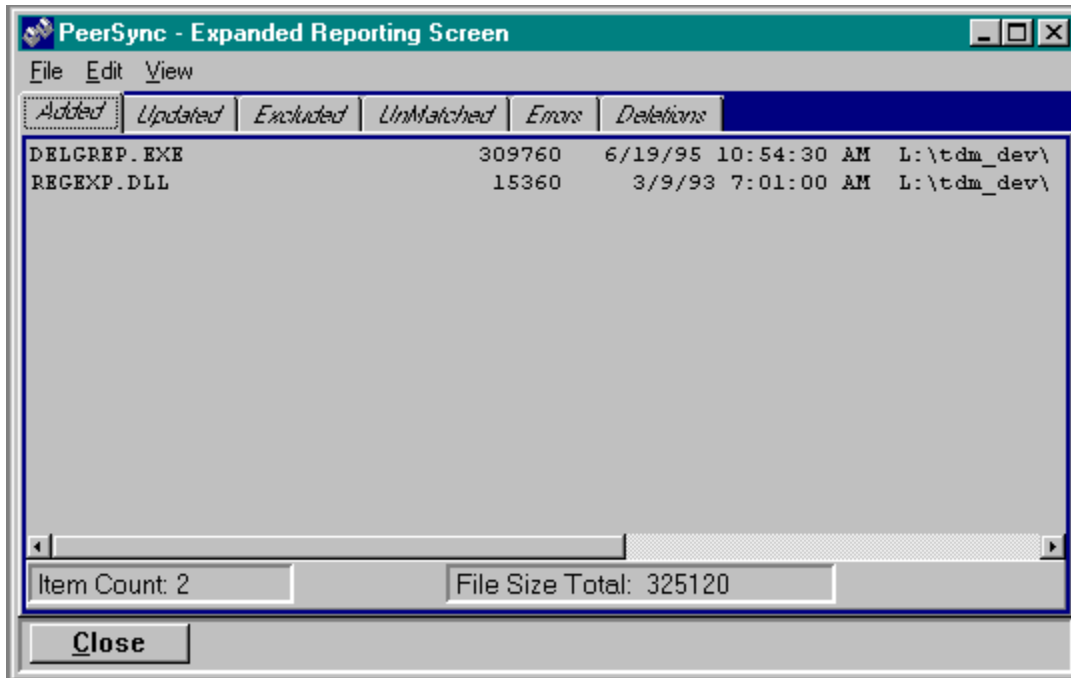 PeerSync - Expanded Reporting Screen
File Edit View
Added Updated Excluded UnMatched Errors Deletions
DELGREP.EXE 309760 6/19/95 10:54:30 AM L:\tdm_dev\
REGEXP.DLL 15360 3/9/93 7:01:00 AM L:\tdm_dev\
Item Count: 2 File Size Total: 325120
Close